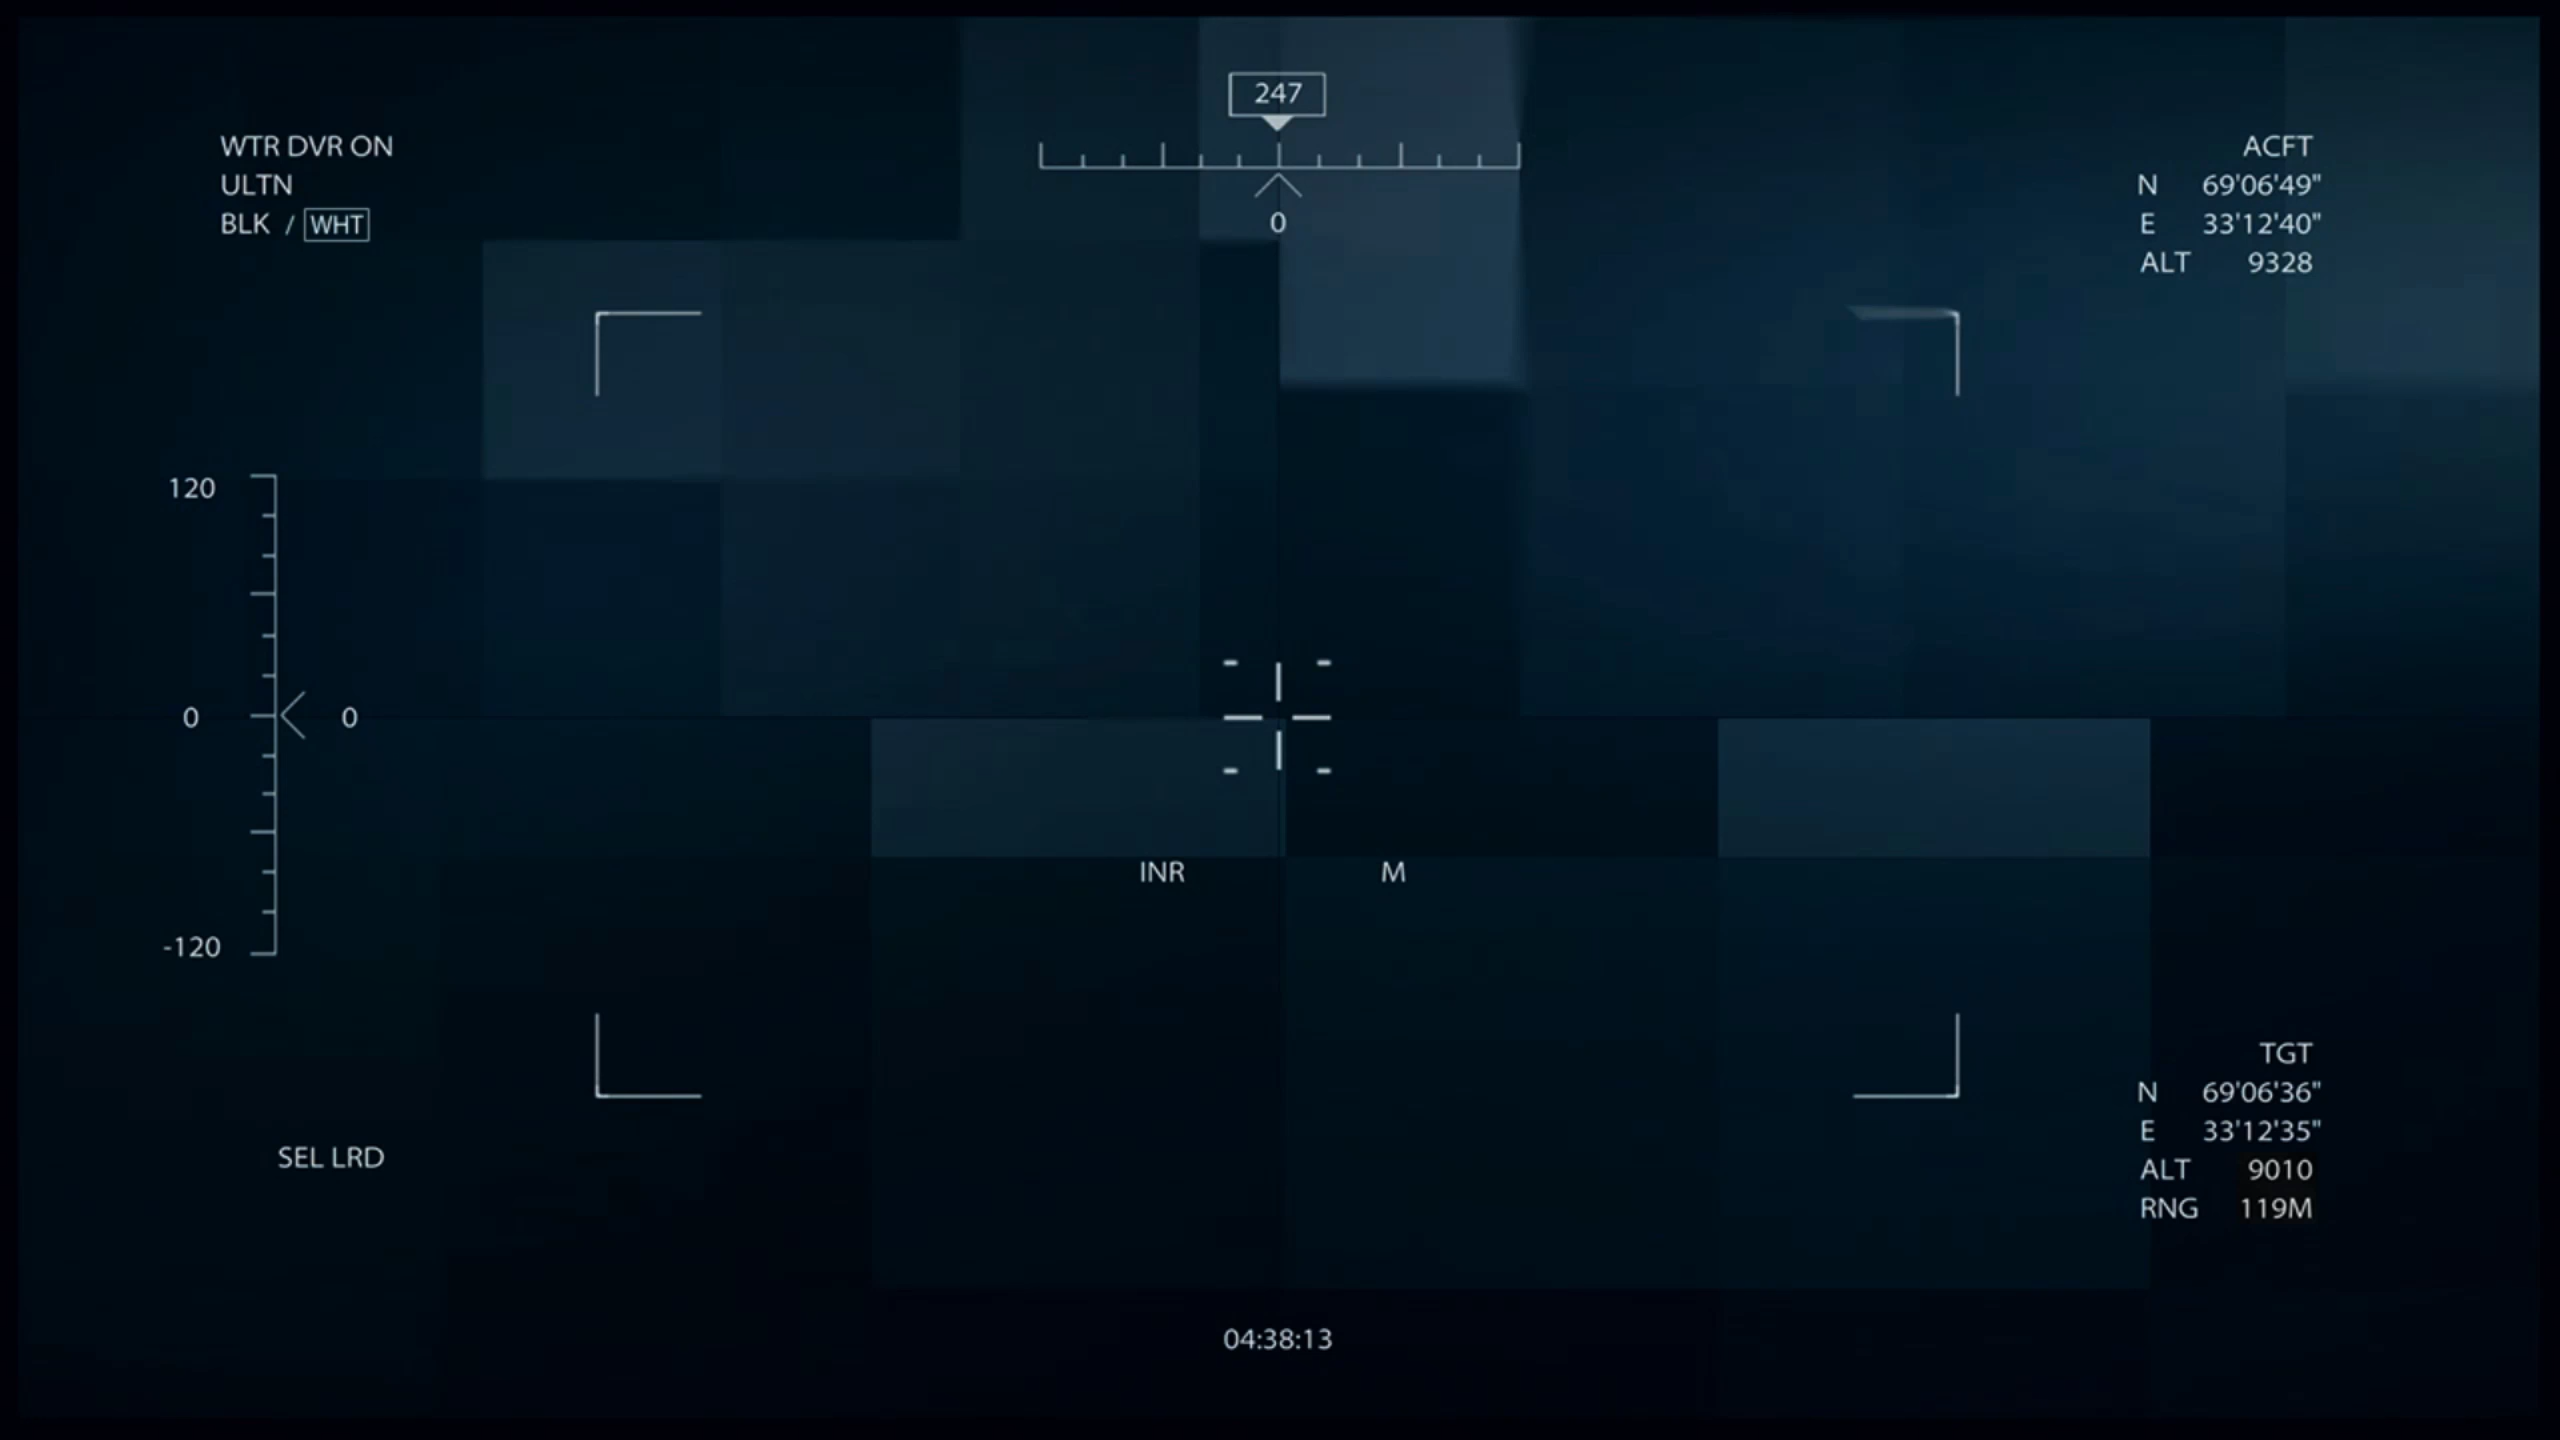 247
0
WTR DVR ON
ULTN
BLK / WHT
ACFT
N 69'06'49"
E 33'12'40"
ALT 9328
120
0
0
-120
INR M
SEL LRD
TGT
N 69'06'36"
E 33'12'35"
ALT 9010
RNG 119M
04:38:13